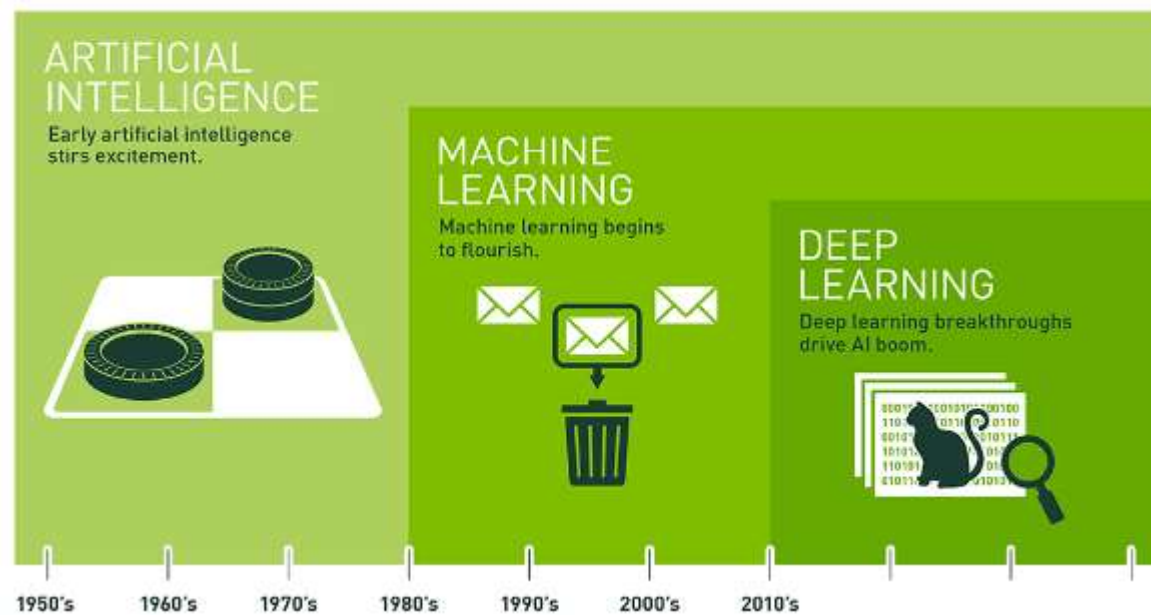 ARTIFICIAL
INTELLIGENCE
Early artificial intelligence
stirs excitement.
MACHINE
LEARNING
Machine learning begins
to flourish.
DEEP
LEARNING
Deep learning breakthroughs
drive AI boom.
1950's 1960's 1970's 1980's 1990's 2000's 2010's